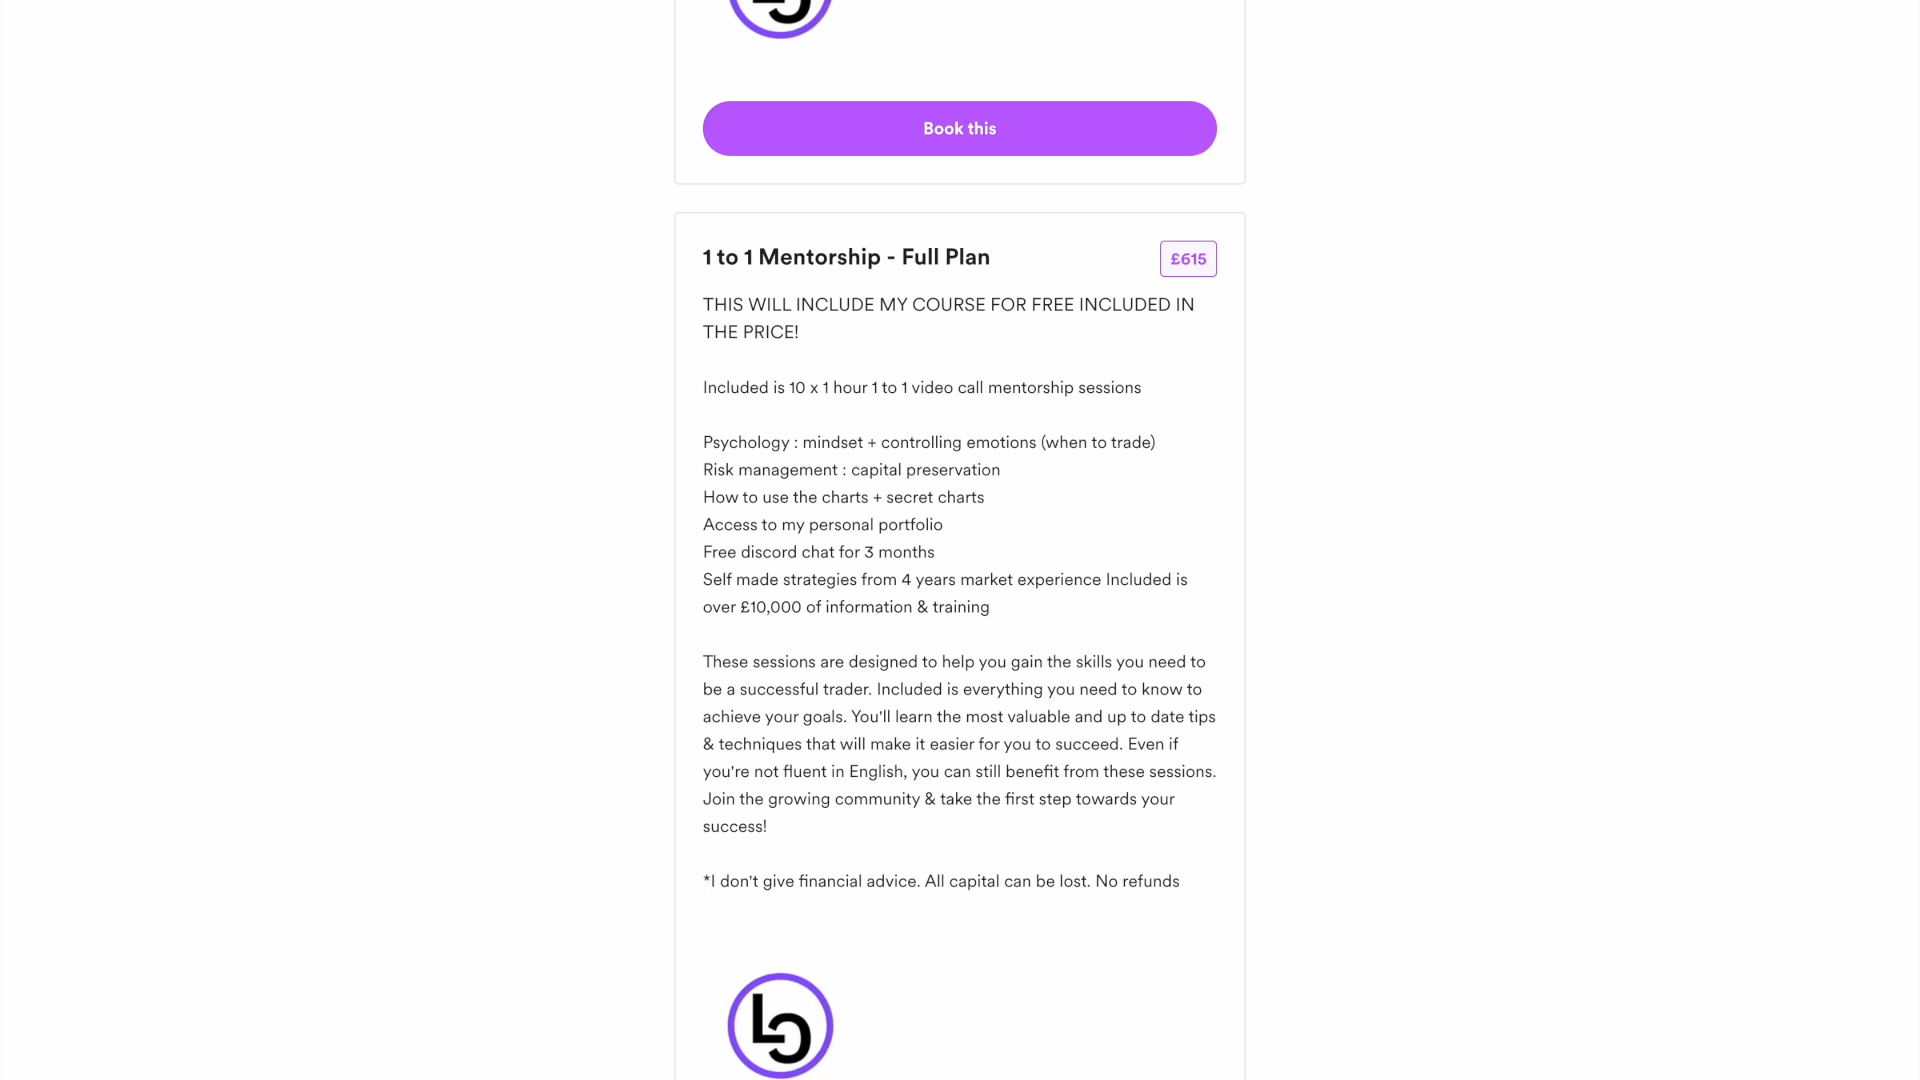 Book this
1 to 1 Mentorship - Full Plan
£615
THIS WILL INCLUDE MY COURSE FOR FREE INCLUDED IN
THE PRICE!
Included is 10 x 1 hour 1 to 1 video call mentorship sessions
Psychology : mindset + controlling emotions (when to trade)
Risk management : capital preservation
How to use the charts + secret charts
Access to my personal portfolio
Free discord chat for 3 months
Self made strategies from 4 years market experience Included is
over £10,000 of information & training
These sessions are designed to help you gain the skills you need to
be a successful trader. Included is everything you need to know to
achieve your goals. You'll learn the most valuable and up to date tips
& techniques that will make it easier for you to succeed. Even if
you're not fluent in English, you can still benefit from these sessions.
Join the growing community & take the first step towards your
success!
*I don't give financial advice. All capital can be lost. No refunds